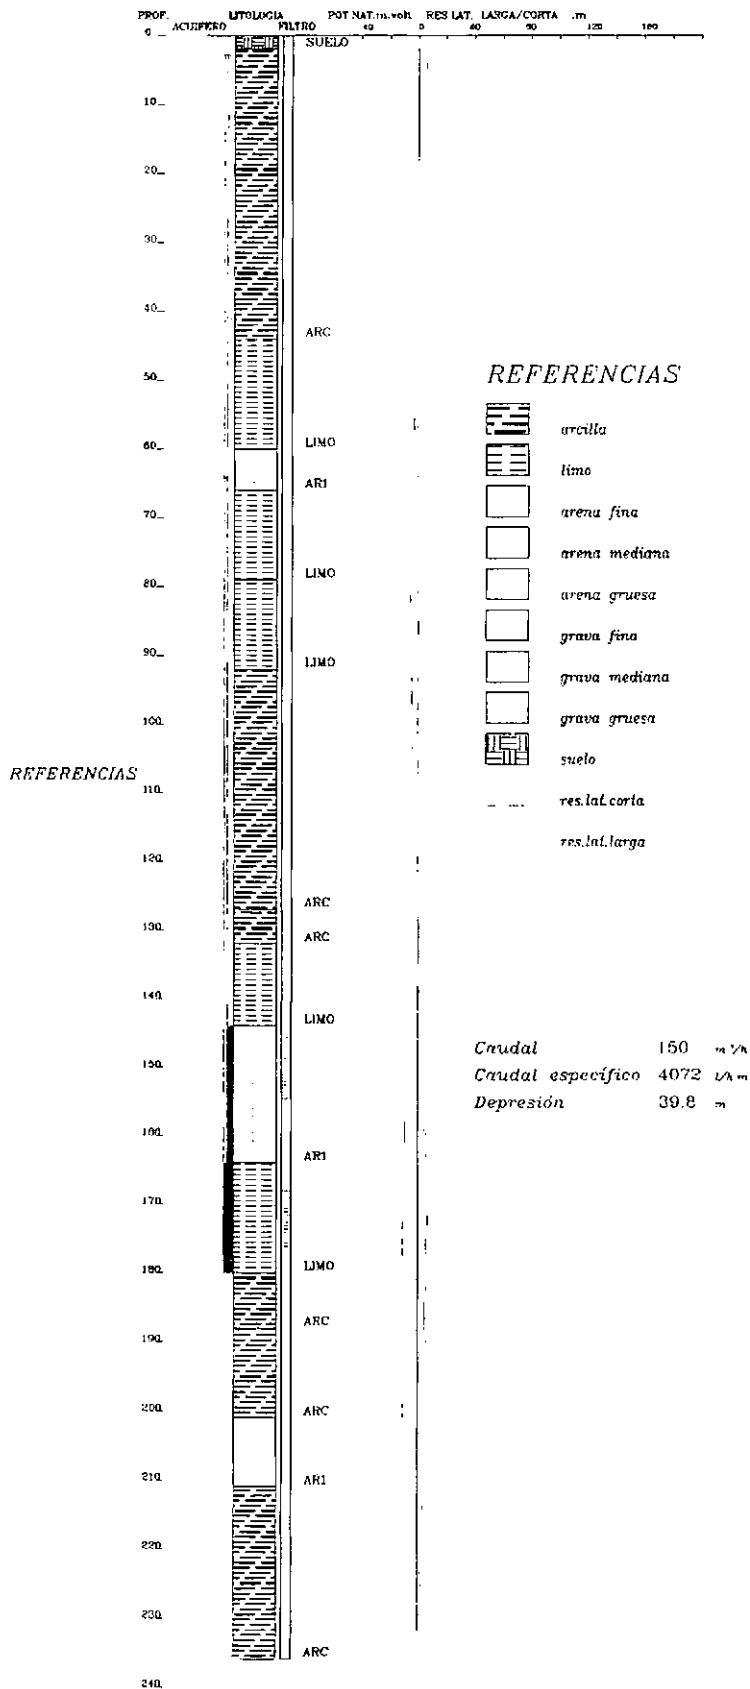 PROF. LITOLOGIA POT NAT.m.volt RES LAT. LARGA/CORTA .m
ACUIFERO FILTRO 40 0 40 120 160
0 SUELO
10
20
30
40
ARC
50
60 LIMO
AR1
70
80 LIMO
90
LIMO
100
110
120
ARC
130
ARC
140
LIMO
150
160
AR1
170
180 LIMO
ARC
190
200 ARC
210 AR1
220
230
ARC
240
REFERENCIAS
REFERENCIAS
arcilla
limo
arena fina
arena mediana
arena gruesa
grava fina
grava mediana
grava gruesa
suelo
res.lat.corta
res.lat.larga
Caudal 150 m³/h
Caudal específico 4072 l/h m
Depresión 39.8 m